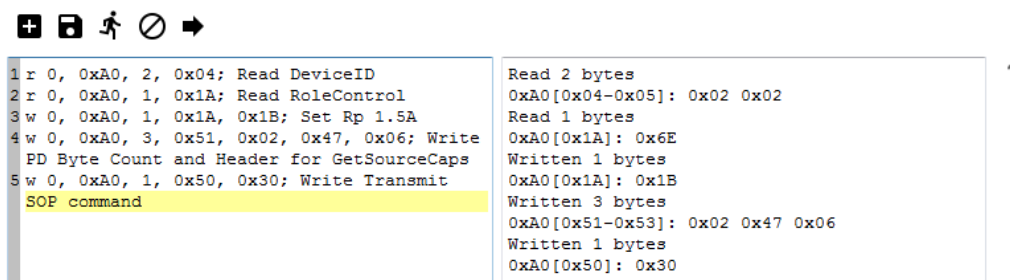 1 r 0, 0xA0, 2, 0x04; Read DeviceID
2 r 0, 0xA0, 1, 0x1A; Read RoleControl
3 w 0, 0xA0, 1, 0x1A, 0x1B; Set Rp 1.5A
4 w 0, 0xA0, 3, 0x51, 0x02, 0x47, 0x06; Write
PD Byte Count and Header for GetSourceCaps
5 w 0, 0xA0, 1, 0x50, 0x30; Write Transmit
SOP command
Read 2 bytes
0xA0[0x04-0x05]: 0x02 0x02
Read 1 bytes
0xA0[0x1A]: 0x6E
Written 1 bytes
0xA0[0x1A]: 0x1B
Written 3 bytes
0xA0[0x51-0x53]: 0x02 0x47 0x06
Written 1 bytes
0xA0[0x50]: 0x30